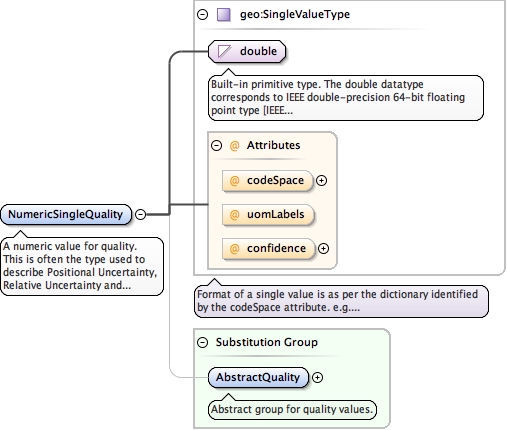 geo:SingleValueType
double
Built-in primitive type. The double datatype
corresponds to IEEE double-precision 64-bit floating
point type [IEEE...
@ Attributes
@ codeSpace
@ uomLabels
@ confidence
NumericSingleQuality
A numeric value for quality.
This is often the type used to
describe Positional Uncertainty,
Relative Uncertainty and...
Format of a single value is as per the dictionary identified
by the codeSpace attribute. e.g....
Substitution Group
AbstractQuality
Abstract group for quality values.